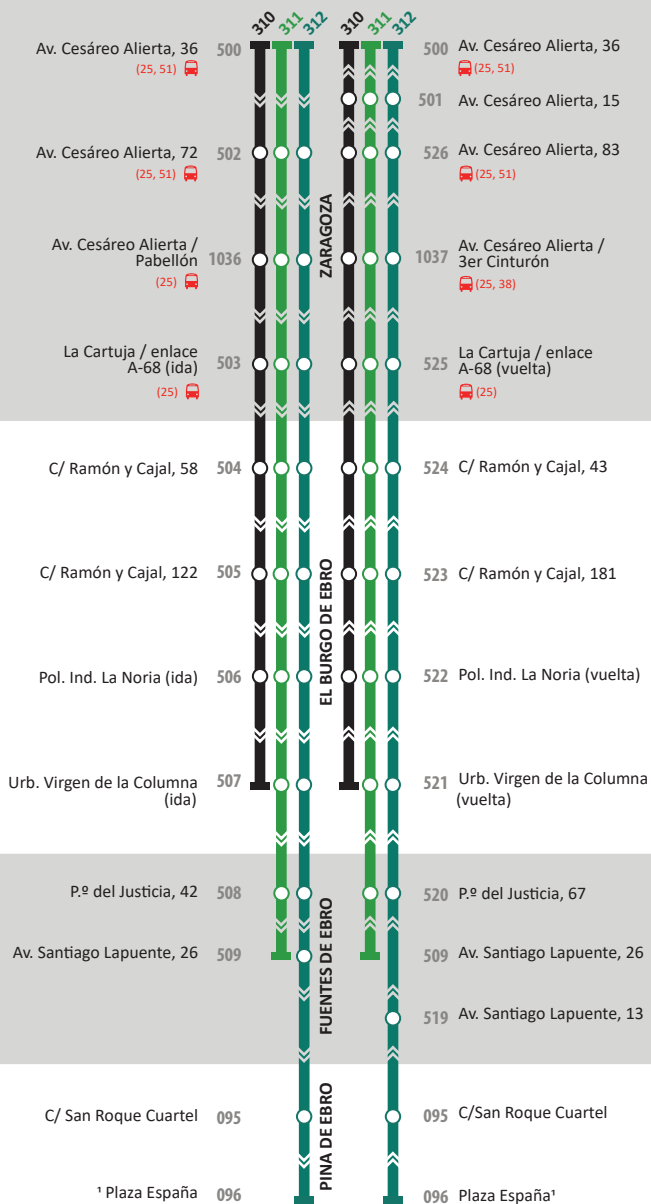 310 311 312
310 311 312
Av. Cesáreo Alierta, 36 500
(25, 51)
500 Av. Cesáreo Alierta, 36
(25, 51)
501 Av. Cesáreo Alierta, 15
Av. Cesáreo Alierta, 72 502
(25, 51)
526 Av. Cesáreo Alierta, 83
(25, 51)
ZARAGOZA
Av. Cesáreo Alierta /
Pabellón 1036
(25)
1037 Av. Cesáreo Alierta /
3er Cinturón
(25, 38)
La Cartuja / enlace
A-68 (ida) 503
(25)
525 La Cartuja / enlace
A-68 (vuelta)
(25)
C/ Ramón y Cajal, 58 504
524 C/ Ramón y Cajal, 43
C/ Ramón y Cajal, 122 505
523 C/ Ramón y Cajal, 181
EL BURGO DE EBRO
Pol. Ind. La Noria (ida) 506
522 Pol. Ind. La Noria (vuelta)
Urb. Virgen de la Columna 507
(ida)
521 Urb. Virgen de la Columna
(vuelta)
P.º del Justicia, 42 508
520 P.º del Justicia, 67
FUENTES DE EBRO
Av. Santiago Lapuente, 26 509
509 Av. Santiago Lapuente, 26
519 Av. Santiago Lapuente, 13
C/ San Roque Cuartel 095
095 C/San Roque Cuartel
PINA DE EBRO
¹ Plaza España 096
096 Plaza España¹